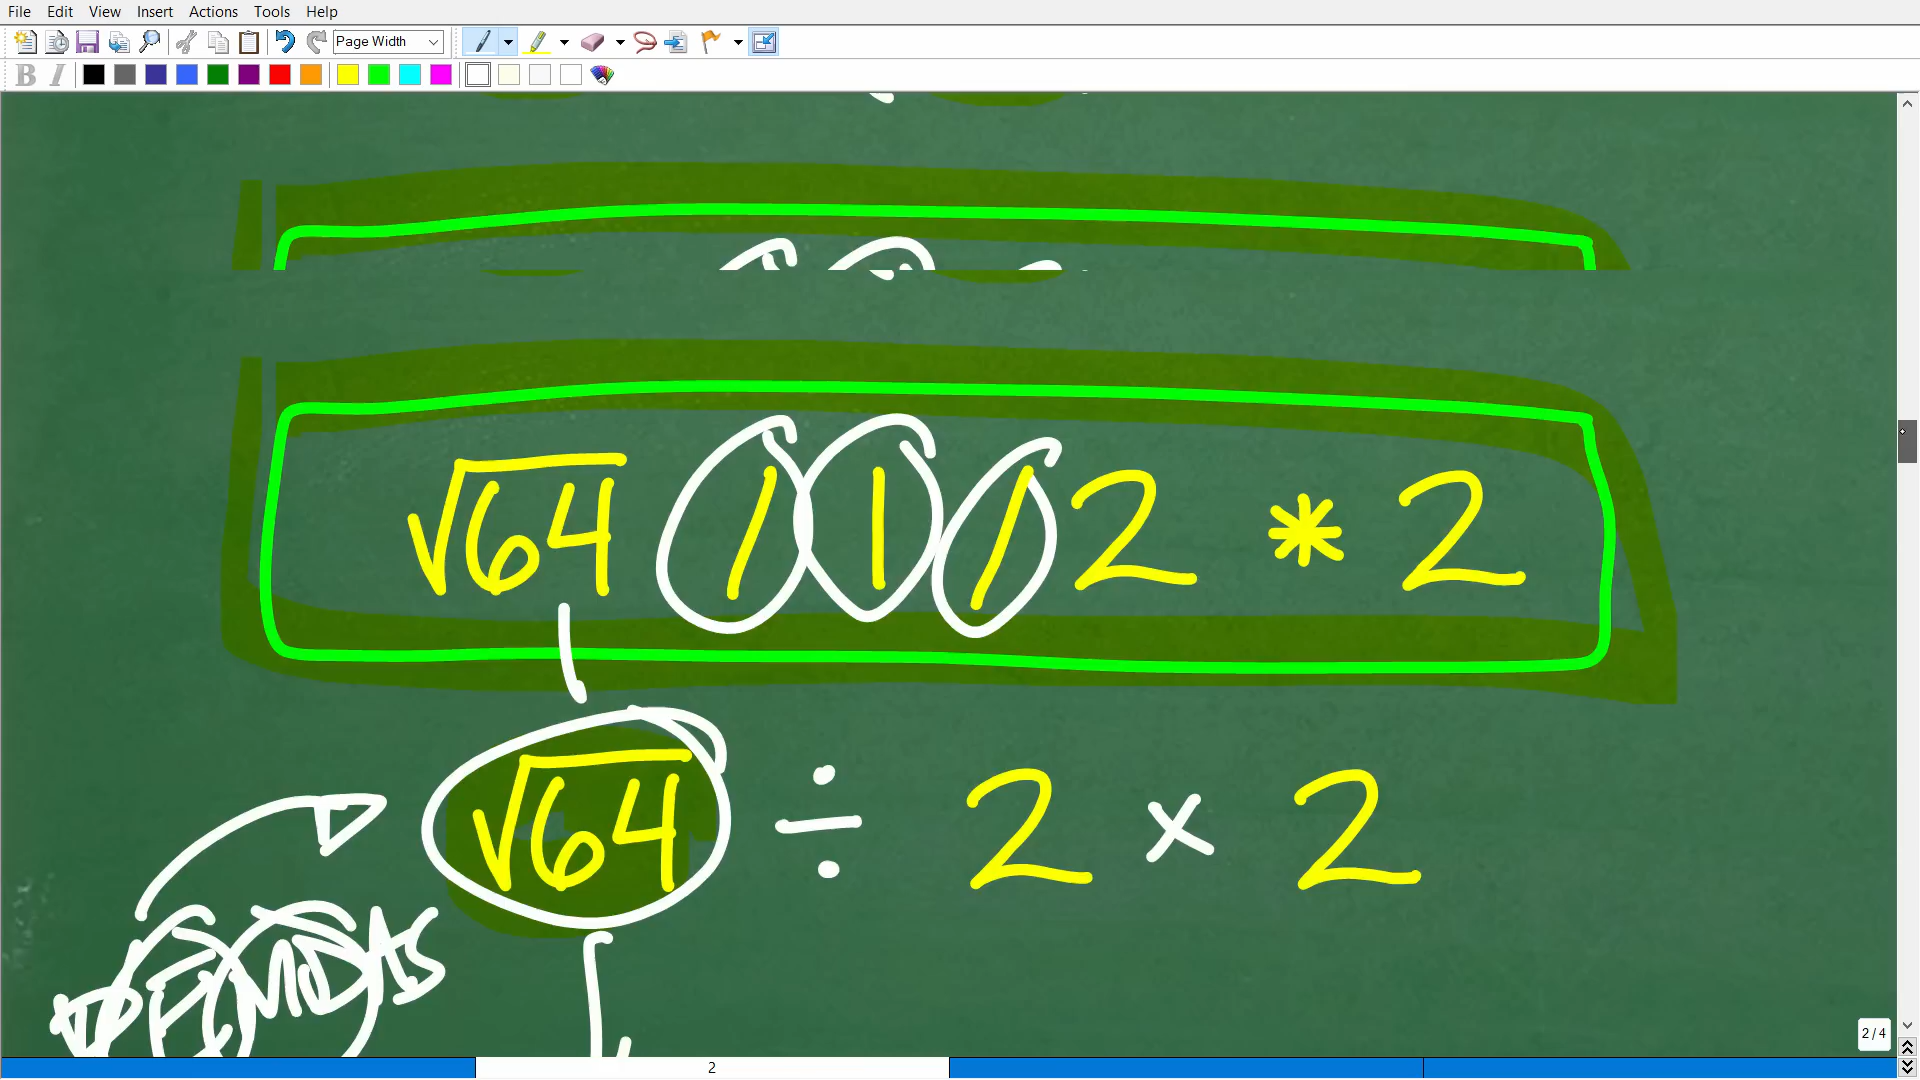 File Edit View Insert Actions Tools Help
Page Width
B I
√64 / 1 / 2 * 2
√64 ÷ 2 × 2
PEMDAS
2 / 4
2